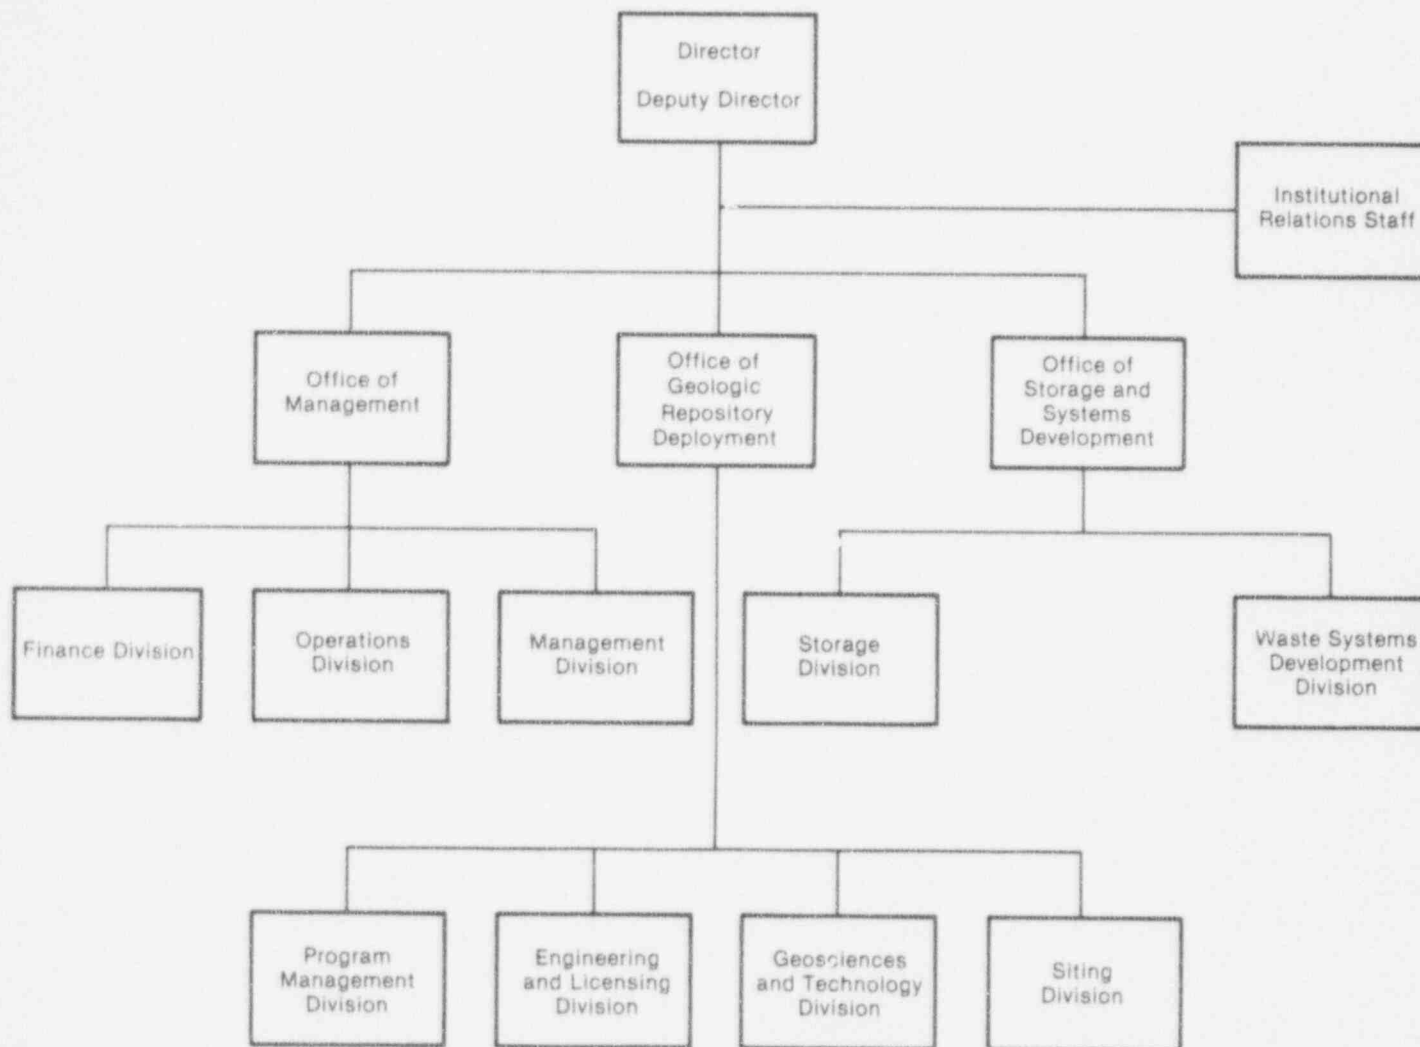 Director
Deputy Director
Institutional
Relations Staff
Office of
Management
Office of
Geologic
Repository
Deployment
Office of
Storage and
Systems
Development
Finance Division
Operations
Division
Management
Division
Storage
Division
Waste Systems
Development
Division
Program
Management
Division
Engineering
and Licensing
Division
Geosciences
and Technology
Division
Siting
Division